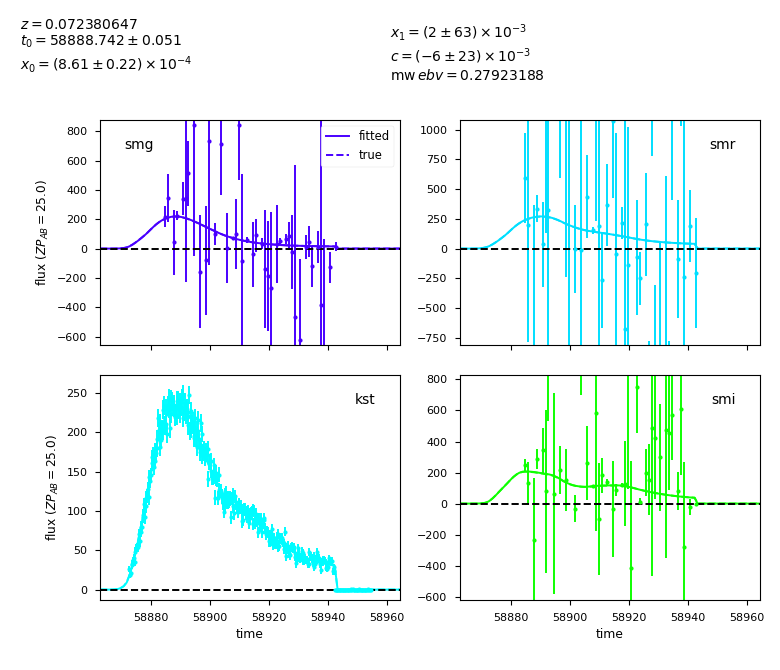 z = 0.072380647
t₀ = 58888.742 ± 0.051
x₀ = (8.61 ± 0.22) × 10⁻⁴
x₁ = (2 ± 63) × 10⁻³
c = (−6 ± 23) × 10⁻³
mw ebv = 0.27923188
800
600
400
200
0
−200
−400
−600
flux (ZP_AB = 25.0)
smg
fitted
true
1000
750
500
250
0
−250
−500
−750
smr
250
200
150
100
50
0
flux (ZP_AB = 25.0)
kst
58880
58900
58920
58940
58960
time
800
600
400
200
0
−200
−400
−600
smi
58880
58900
58920
58940
58960
time